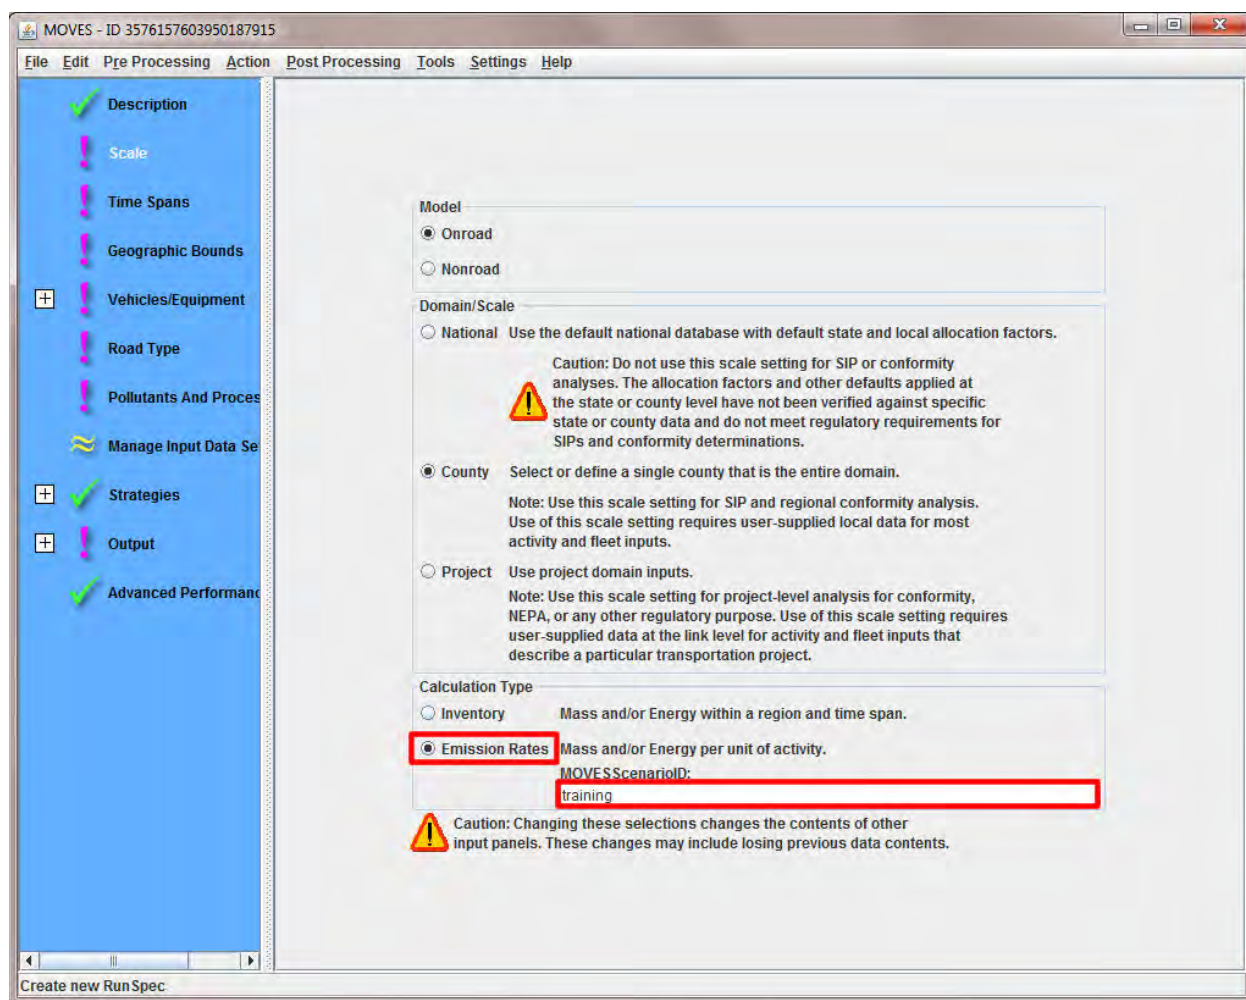 MOVES - ID 3576157603950187915
File Edit Pre Processing Action Post Processing Tools Settings Help
Description
Scale
Time Spans
Geographic Bounds
Vehicles/Equipment
Road Type
Pollutants And Proces
Manage Input Data Se
Strategies
Output
Advanced Performanc
Model
Onroad
Nonroad
Domain/Scale
National Use the default national database with default state and local allocation factors.
Caution: Do not use this scale setting for SIP or conformity
analyses. The allocation factors and other defaults applied at
the state or county level have not been verified against specific
state or county data and do not meet regulatory requirements for
SIPs and conformity determinations.
County Select or define a single county that is the entire domain.
Note: Use this scale setting for SIP and regional conformity analysis.
Use of this scale setting requires user-supplied local data for most
activity and fleet inputs.
Project Use project domain inputs.
Note: Use this scale setting for project-level analysis for conformity,
NEPA, or any other regulatory purpose. Use of this scale setting requires
user-supplied data at the link level for activity and fleet inputs that
describe a particular transportation project.
Calculation Type
Inventory Mass and/or Energy within a region and time span.
Emission Rates Mass and/or Energy per unit of activity.
MOVESScenarioID:
training
Caution: Changing these selections changes the contents of other
input panels. These changes may include losing previous data contents.
Create new RunSpec